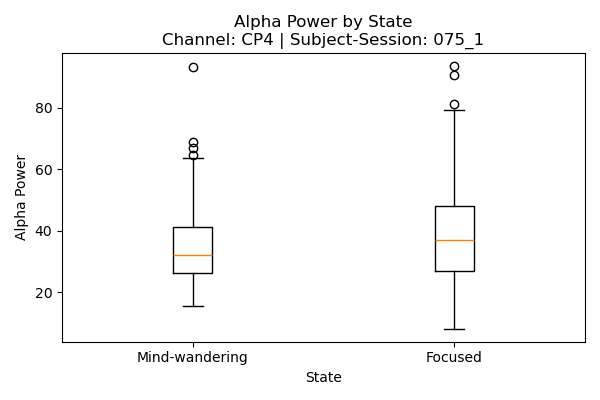 Alpha Power by State
Channel: CP4 | Subject-Session: 075_1
Alpha Power
80
60
40
20
Mind-wandering
Focused
State